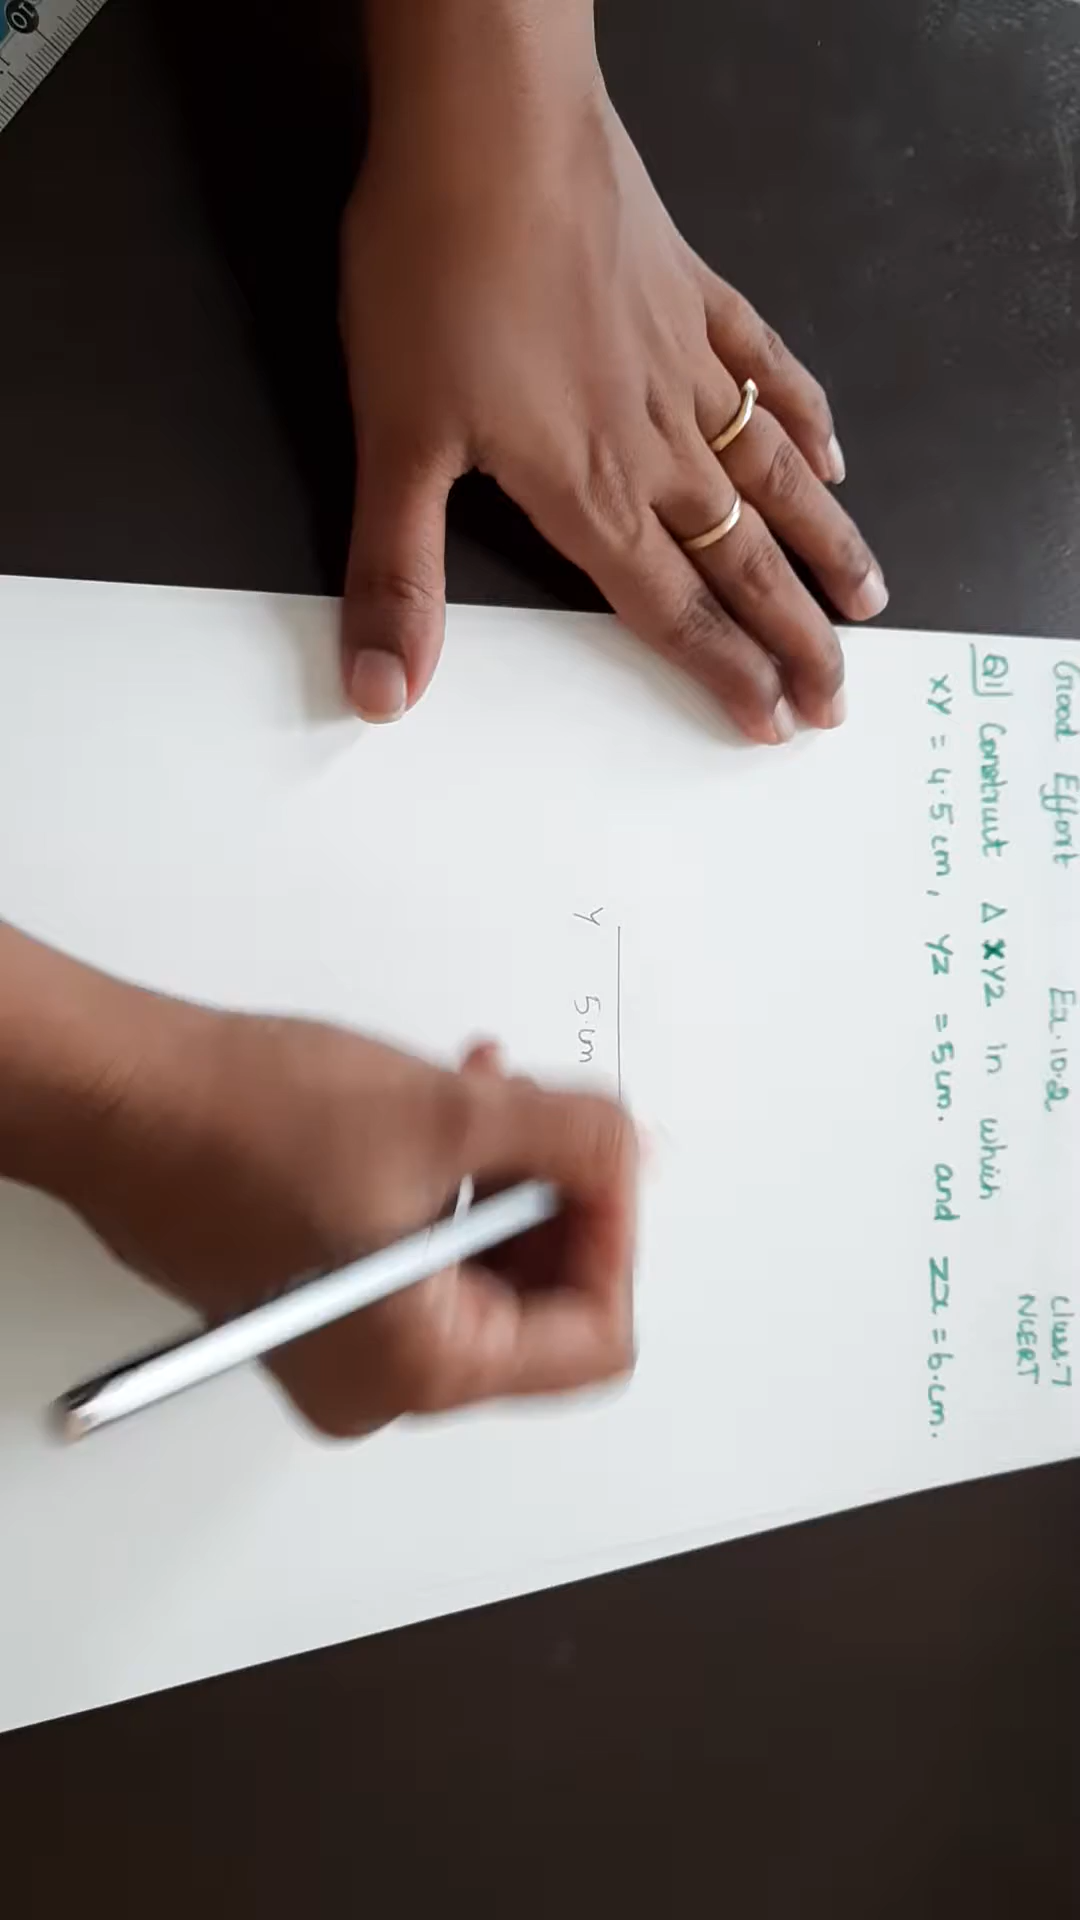 Good Effort Ex.10.2 Class.7
NCERT
Q1 Construct Δ XYZ in which
XY = 4.5 cm, YZ = 5 cm. and ZX = 6.cm.
Y 5.cm
10